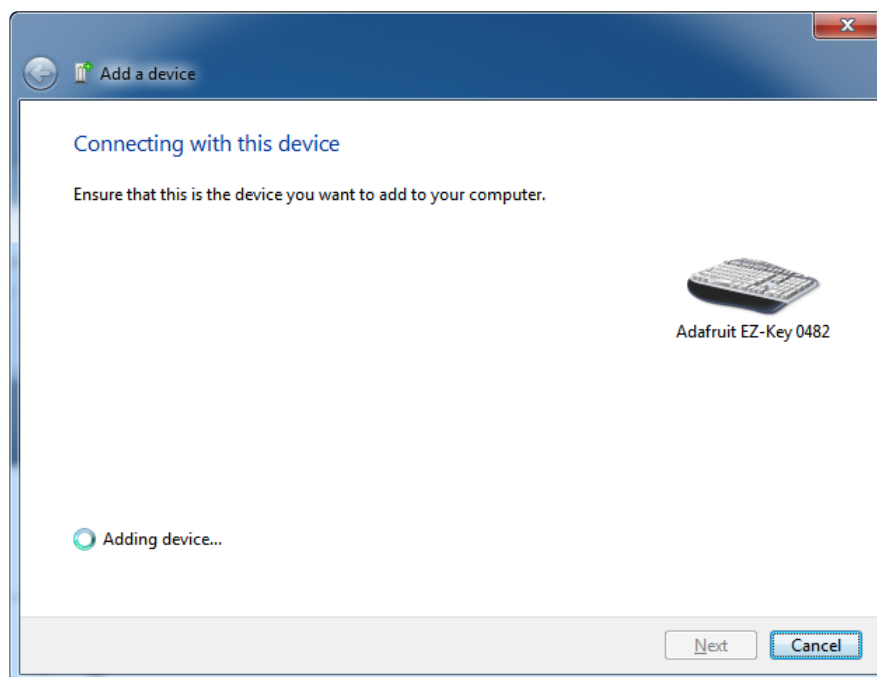 Add a device
Connecting with this device
Ensure that this is the device you want to add to your computer.
Adafruit EZ-Key 0482
Adding device...
Next
Cancel